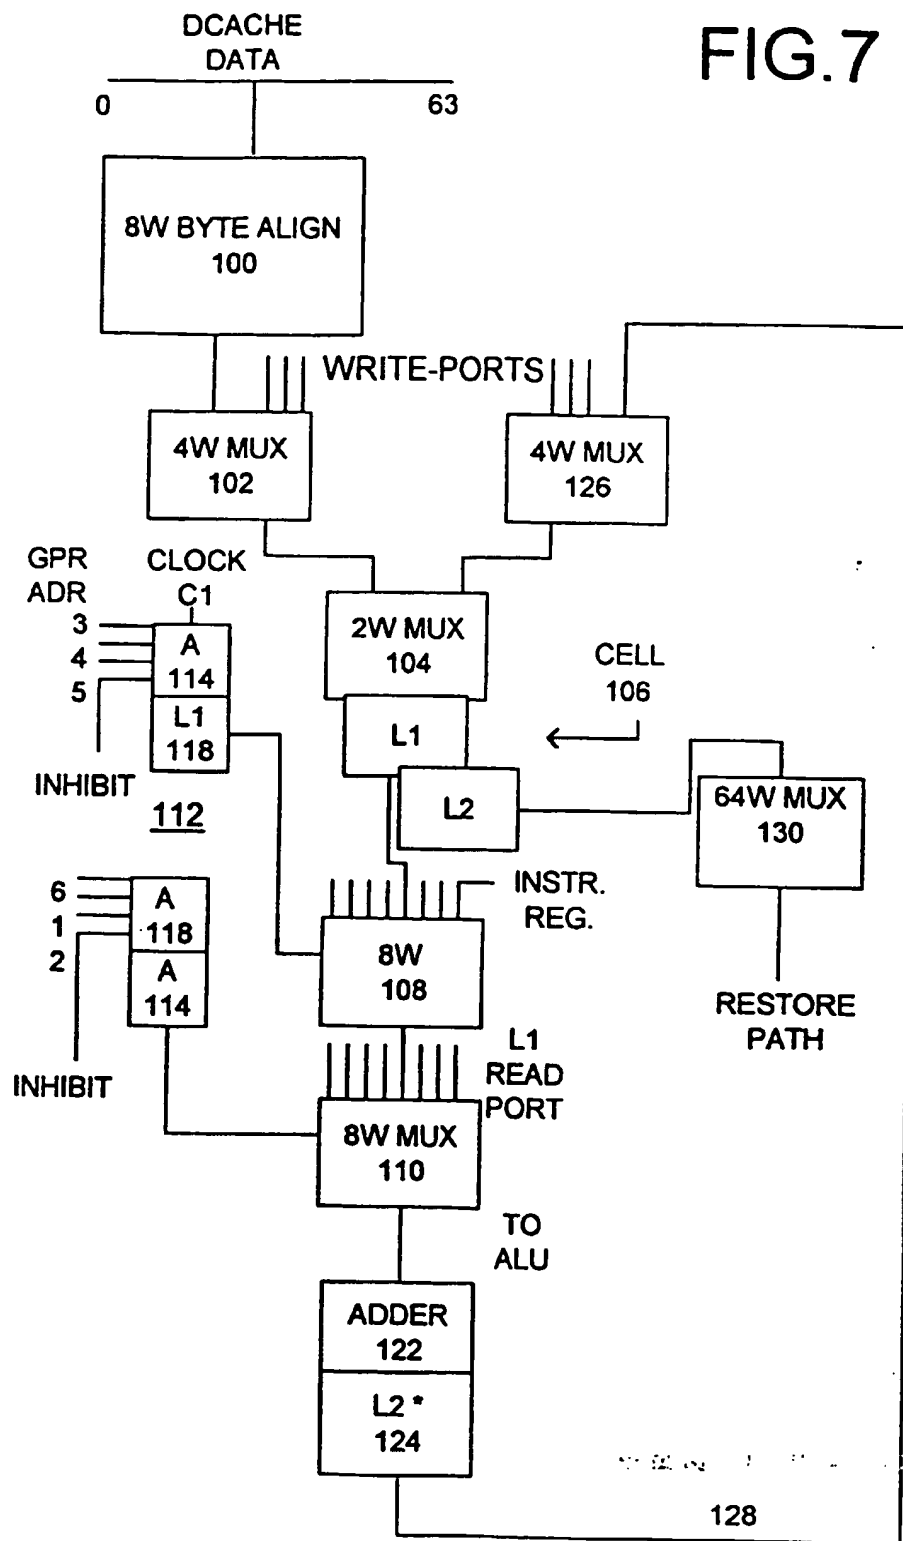 DCACHE
DATA
FIG.7
0
63
8W BYTE ALIGN
100
WRITE-PORTS
4W MUX
102
4W MUX
126
GPR
ADR
CLOCK
C1
3
4
5
A
114
L1
118
INHIBIT
112
2W MUX
104
L1
L2
CELL
106
64W MUX
130
RESTORE
PATH
6
1
2
A
118
A
114
INHIBIT
INSTR.
REG.
8W
108
L1
READ
PORT
8W MUX
110
TO
ALU
ADDER
122
L2 *
124
128